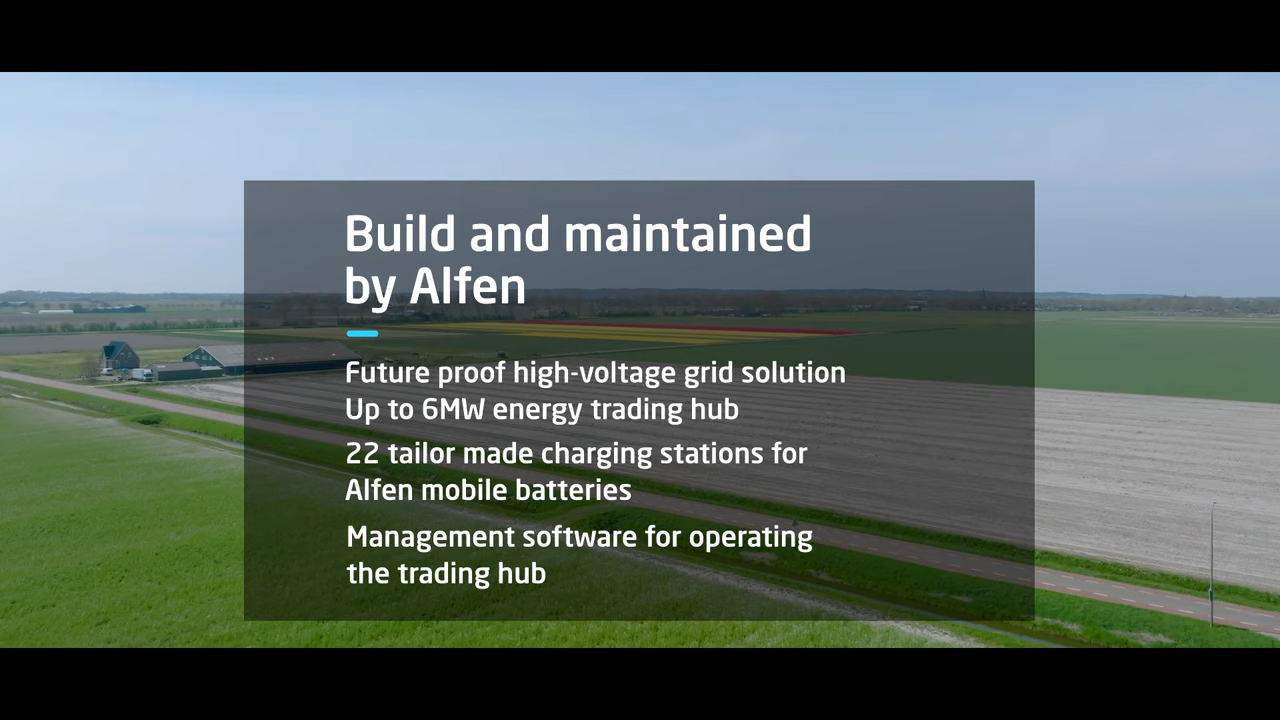 Build and maintained
by Alfen
Future proof high-voltage grid solution
Up to 6MW energy trading hub
22 tailor made charging stations for
Alfen mobile batteries
Management software for operating
the trading hub